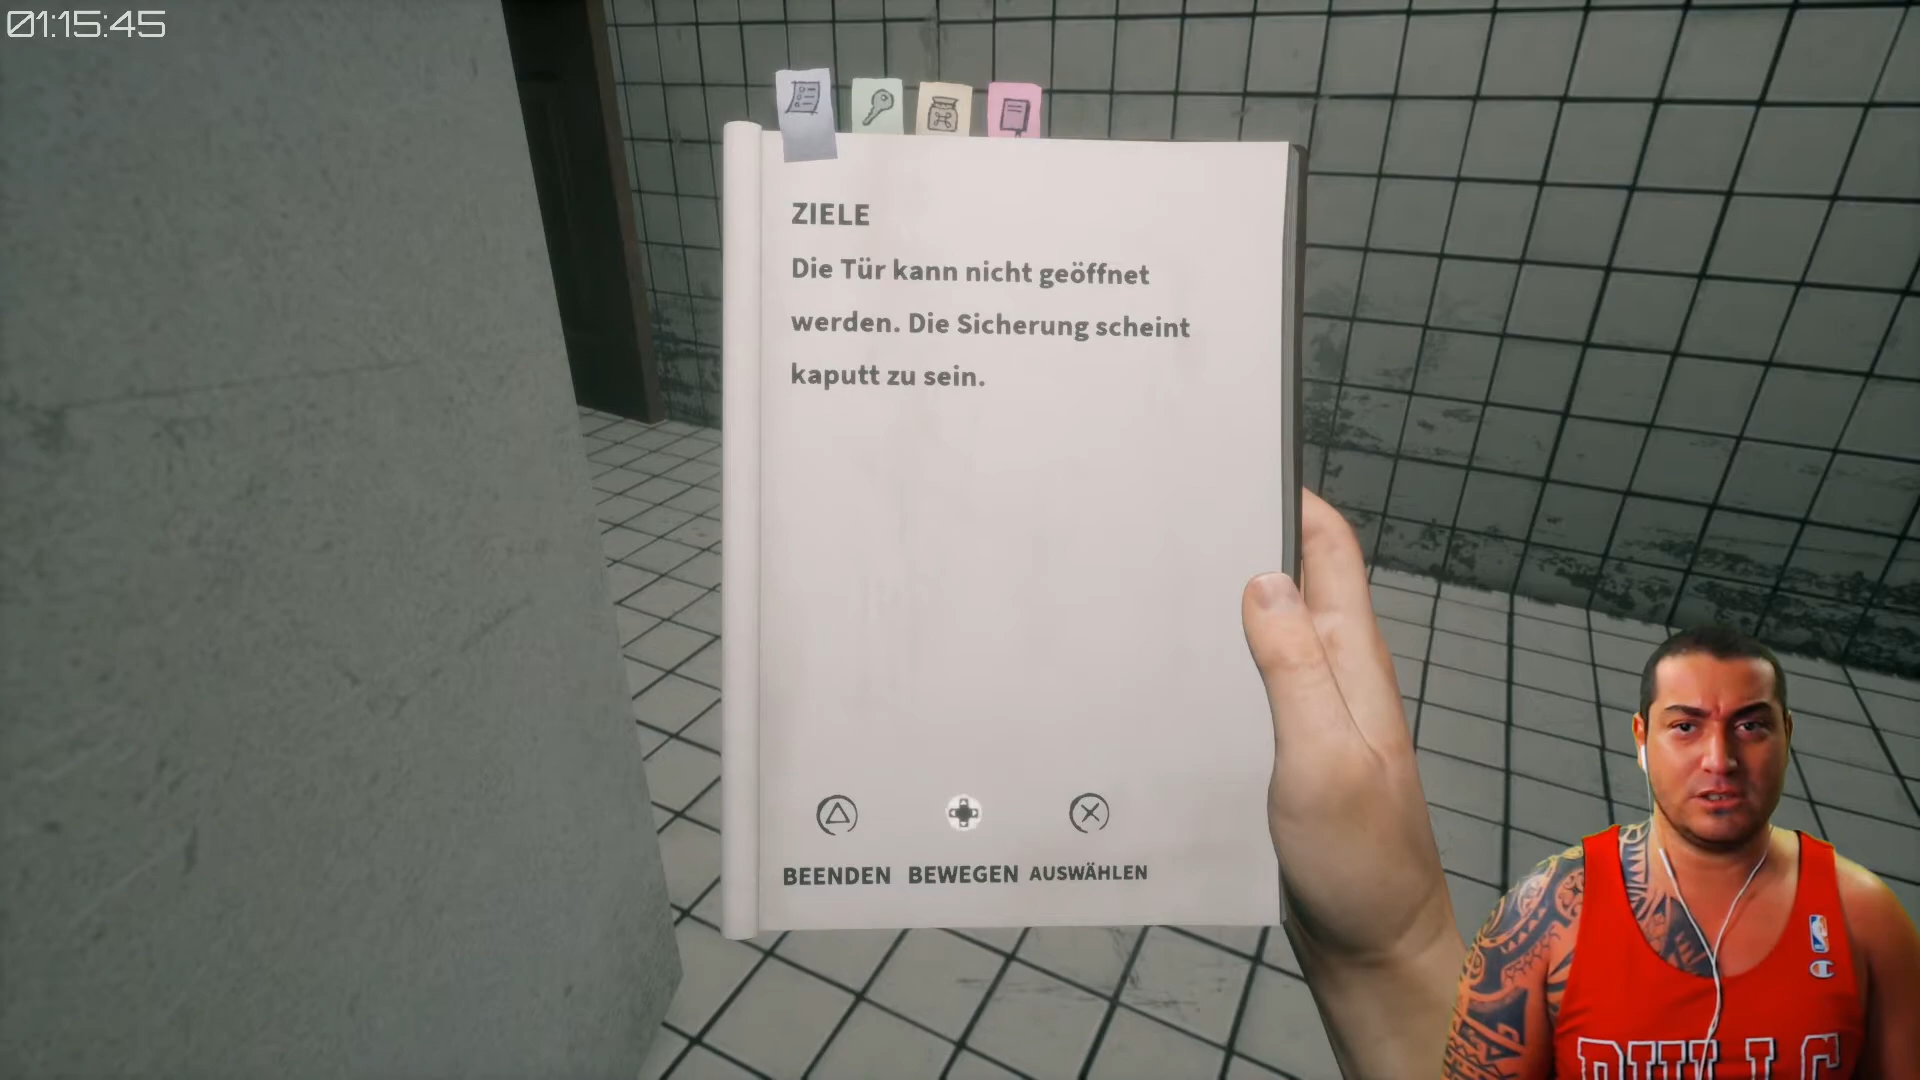 01:15:45
ZIELE
Die Tür kann nicht geöffnet
werden. Die Sicherung scheint
kaputt zu sein.
BEENDEN BEWEGEN AUSWÄHLEN
BULLS